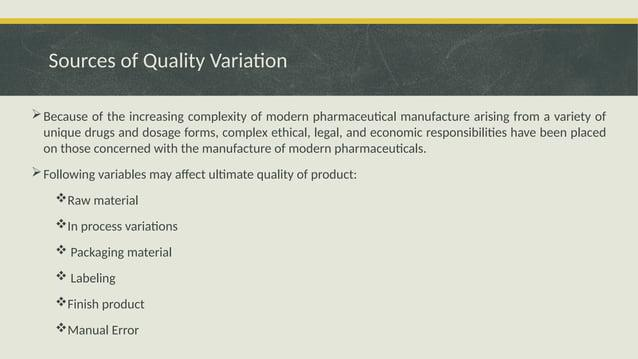 Sources of Quality Variation
➢Because of the increasing complexity of modern pharmaceutical manufacture arising from a variety of
unique drugs and dosage forms, complex ethical, legal, and economic responsibilities have been placed
on those concerned with the manufacture of modern pharmaceuticals.
➢Following variables may affect ultimate quality of product:
❖Raw material
❖In process variations
❖ Packaging material
❖ Labeling
❖Finish product
❖Manual Error